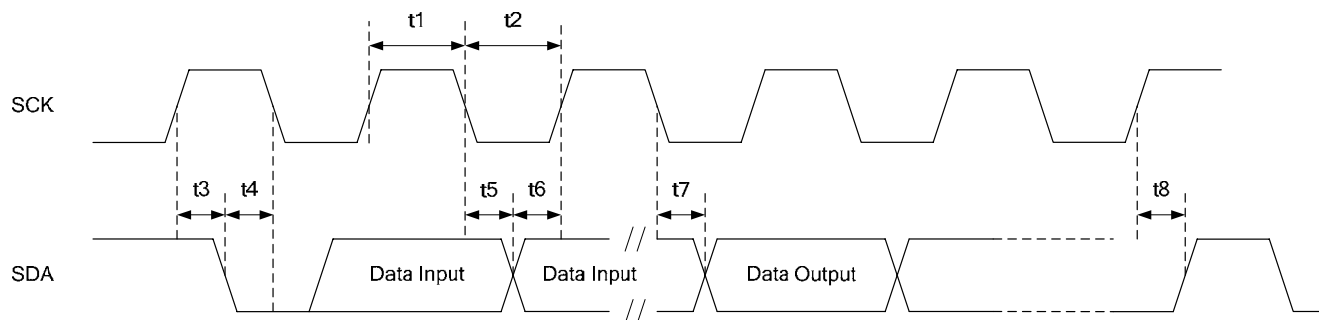 t1 t2
SCK
t3 t4 t5 t6 t7 t8
SDA Data Input Data Input Data Output